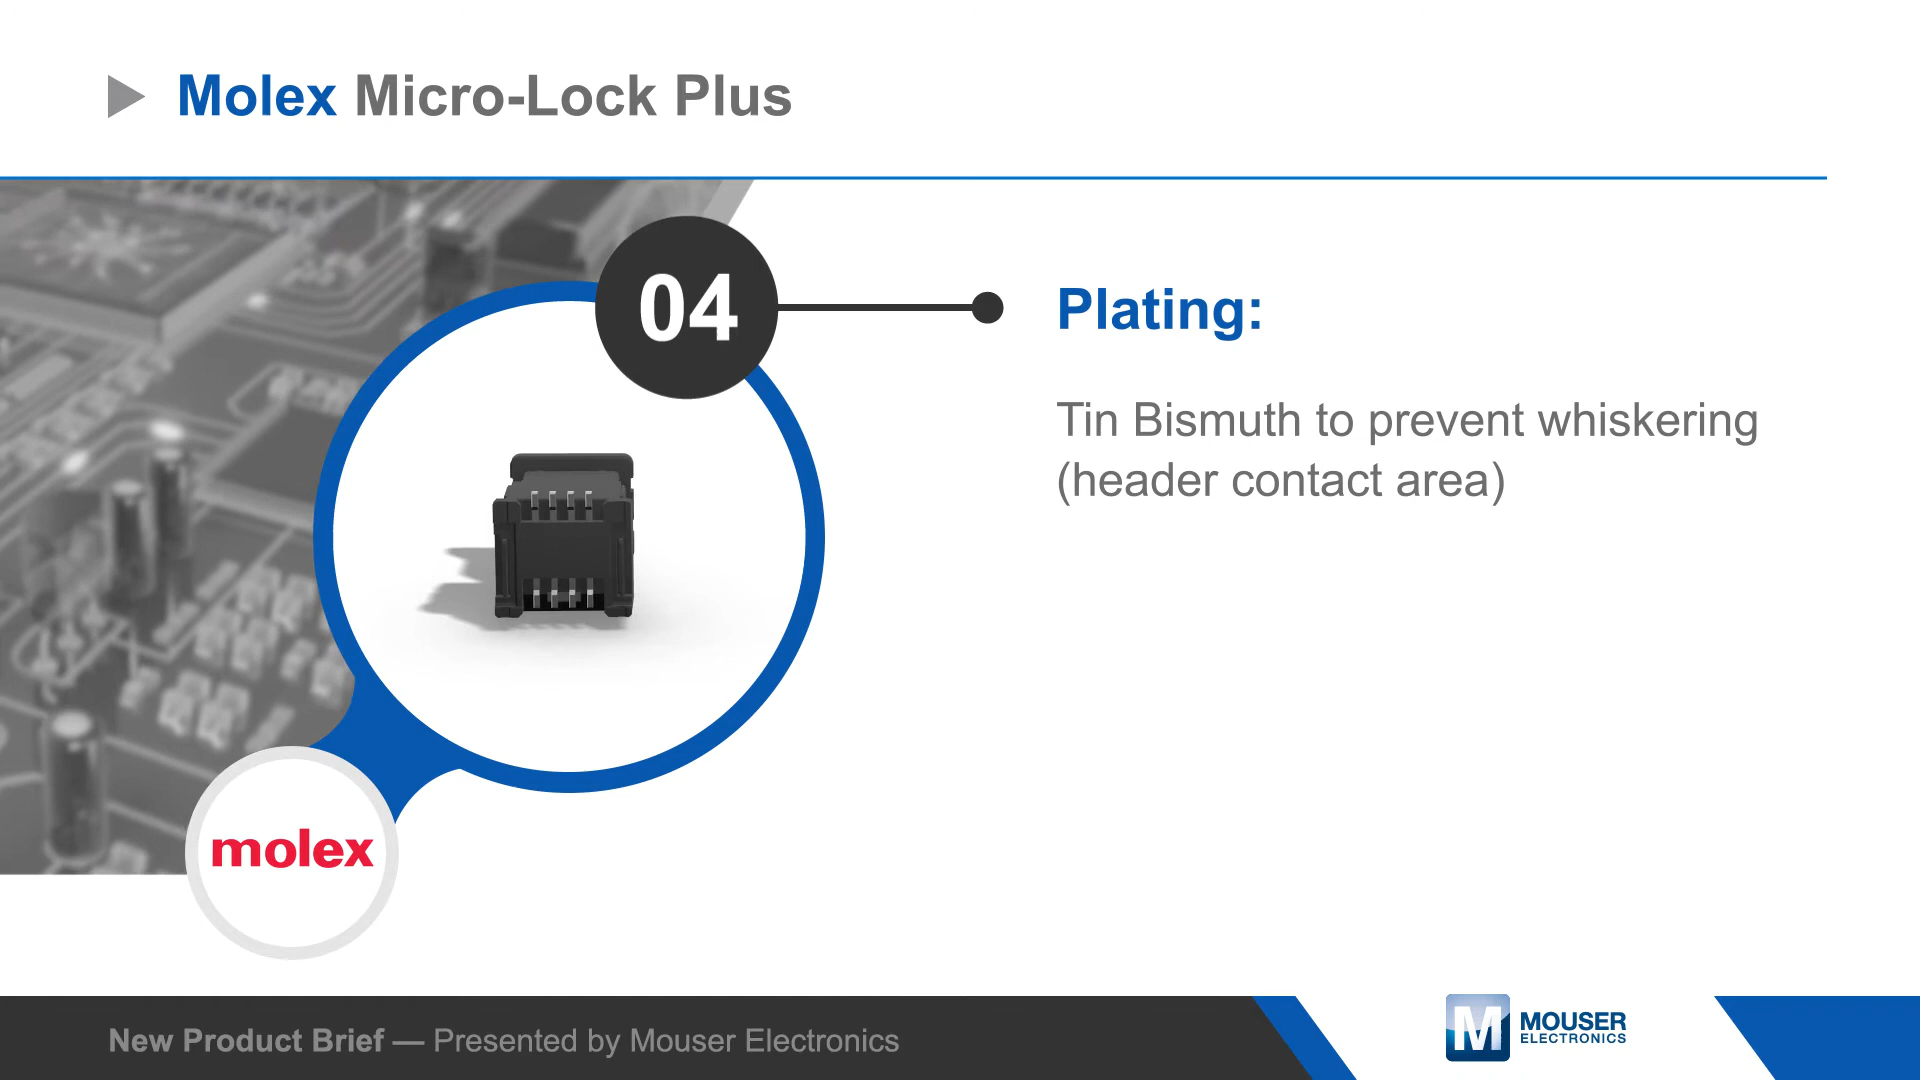 Molex Micro-Lock Plus
04
Plating:
Tin Bismuth to prevent whiskering
(header contact area)
molex
New Product Brief — Presented by Mouser Electronics
M
MOUSER
ELECTRONICS